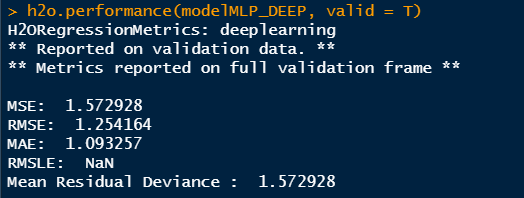 > h2o.performance(modelMLP_DEEP, valid = T)
H2ORegressionMetrics: deeplearning
** Reported on validation data. **
** Metrics reported on full validation frame **
MSE:  1.572928
RMSE:  1.254164
MAE:  1.093257
RMSLE:  NaN
Mean Residual Deviance :  1.572928